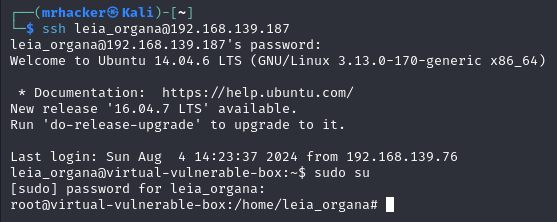 ┌──(mrhacker㉿Kali)-[~]
└─$ ssh leia_organa@192.168.139.187
leia_organa@192.168.139.187's password:
Welcome to Ubuntu 14.04.6 LTS (GNU/Linux 3.13.0-170-generic x86_64)
* Documentation:  https://help.ubuntu.com/
New release '16.04.7 LTS' available.
Run 'do-release-upgrade' to upgrade to it.
Last login: Sun Aug  4 14:23:37 2024 from 192.168.139.76
leia_organa@virtual-vulnerable-box:~$ sudo su
[sudo] password for leia_organa:
root@virtual-vulnerable-box:/home/leia_organa#